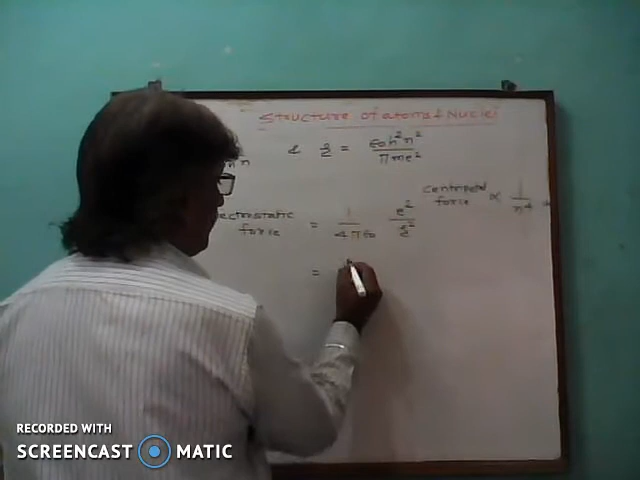 Structure of atoms & Nuclei
& r = ε₀h²n² / πme²
Centripetal force ∝ 1/n⁴
ectrostatic force = 1/4πε₀ e²/r²
=
RECORDED WITH
SCREENCAST MATIC